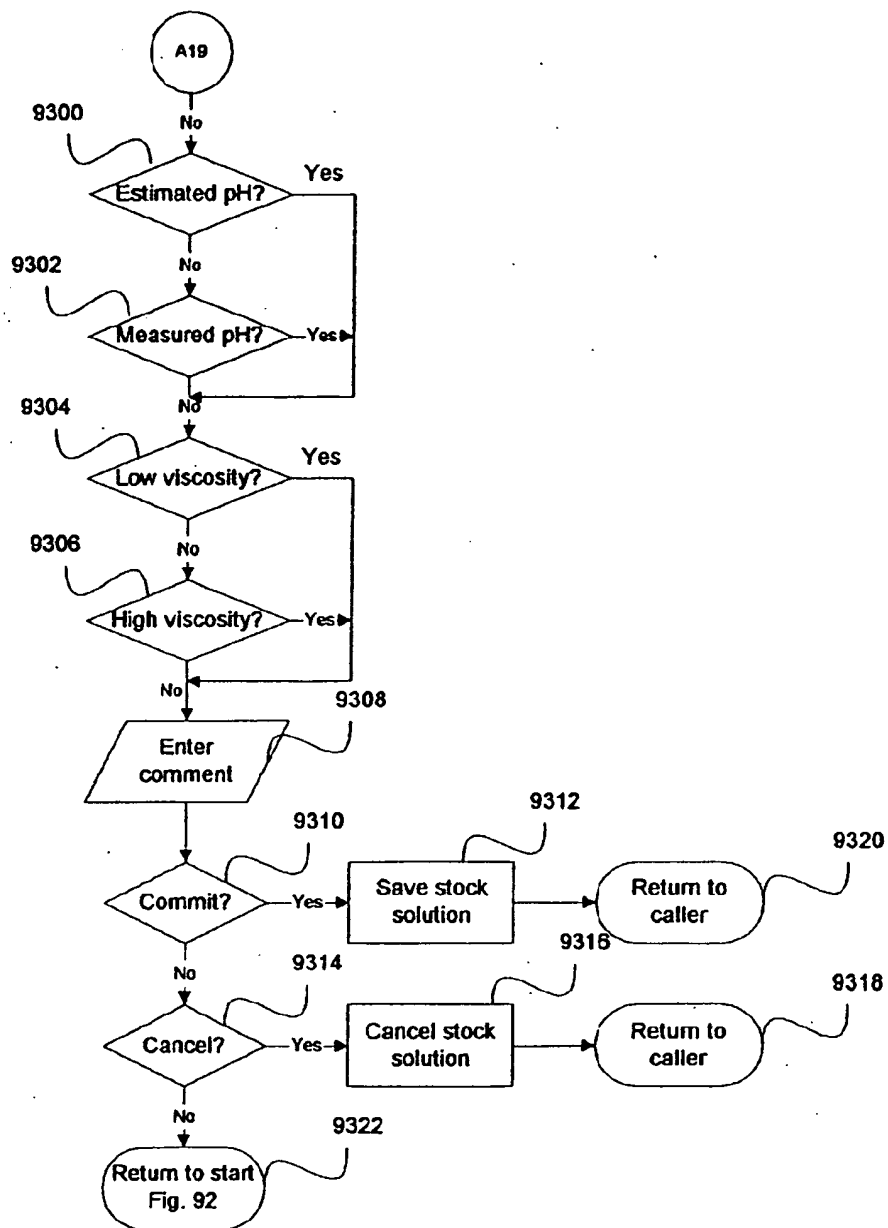 A19
No
9300
Yes
Estimated pH?
No
9302
Measured pH?
Yes
No
9304
Yes
Low viscosity?
No
9306
High viscosity?
Yes
No
9308
Enter
comment
9310
9312
9320
Commit?
Yes
Save stock
solution
Return to
caller
No
9314
9316
9318
Cancel?
Yes
Cancel stock
solution
Return to
caller
No
9322
Return to start
Fig. 92